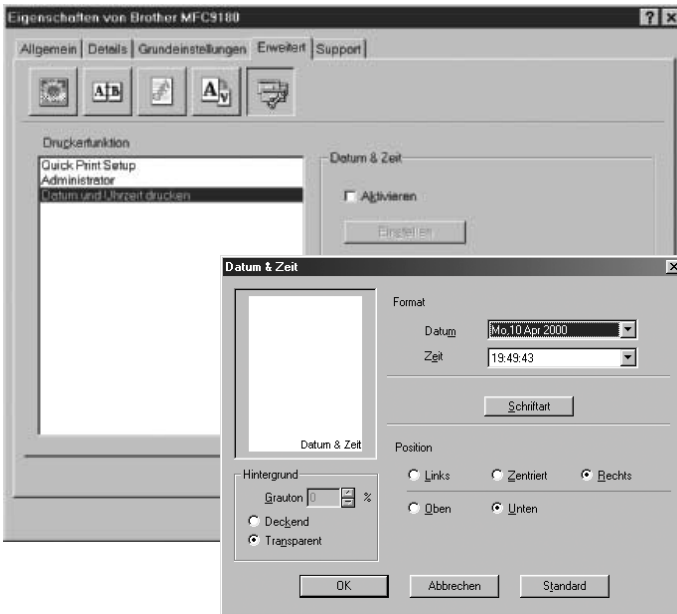 Eigenschaften von Brother MFC9180
Allgemein Details Grundeinstellungen Erweitert Support
Druckerfunktion
Quick Print Setup
Administrator
Datum und Uhrzeit drucken
Datum & Zeit
Aktivieren
Einstellen
Datum & Zeit
Datum & Zeit
Format
Datum Mo,10 Apr 2000
Zeit 19:49:43
Schriftart
Position
Links Zentriert Rechts
Oben Unten
Hintergrund
Grauton 0 %
Deckend
Transparent
OK Abbrechen Standard